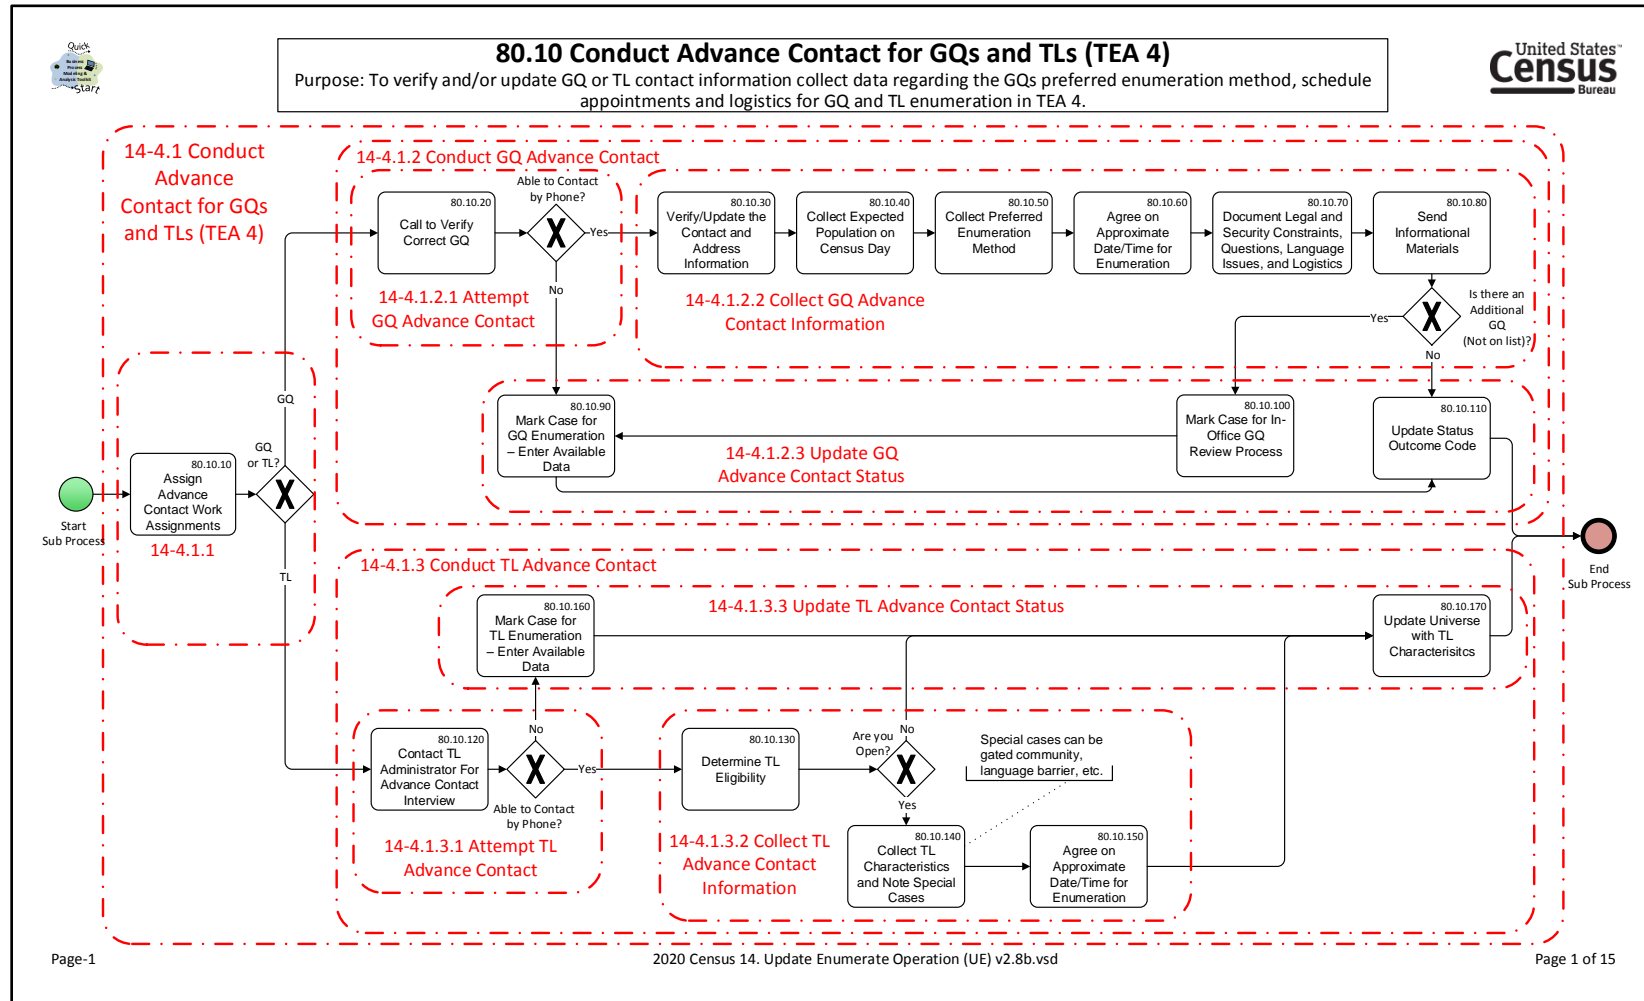 Quick
Business
Process
Modeling &
Analysis Toolkit
Start
80.10 Conduct Advance Contact for GQs and TLs (TEA 4)
Purpose: To verify and/or update GQ or TL contact information collect data regarding the GQs preferred enumeration method, schedule
appointments and logistics for GQ and TL enumeration in TEA 4.
United States™
Census
Bureau
14-4.1 Conduct
Advance
Contact for GQs
and TLs (TEA 4)
14-4.1.2 Conduct GQ Advance Contact
80.10.20
Call to Verify
Correct GQ
Able to Contact
by Phone?
Yes
No
14-4.1.2.1 Attempt
GQ Advance Contact
80.10.30
Verify/Update the
Contact and
Address
Information
80.10.40
Collect Expected
Population on
Census Day
80.10.50
Collect Preferred
Enumeration
Method
80.10.60
Agree on
Approximate
Date/Time for
Enumeration
80.10.70
Document Legal and
Security Constraints,
Questions, Language
Issues, and Logistics
80.10.80
Send
Informational
Materials
14-4.1.2.2 Collect GQ Advance
Contact Information
Is there an
Additional
GQ
(Not on list)?
Yes
No
80.10.90
Mark Case for
GQ Enumeration
– Enter Available
Data
80.10.100
Mark Case for In-
Office GQ
Review Process
80.10.110
Update Status
Outcome Code
14-4.1.2.3 Update GQ
Advance Contact Status
Start
Sub Process
80.10.10
Assign
Advance
Contact Work
Assignments
14-4.1.1
GQ
or TL?
GQ
TL
End
Sub Process
14-4.1.3 Conduct TL Advance Contact
80.10.160
Mark Case for
TL Enumeration
– Enter Available
Data
14-4.1.3.3 Update TL Advance Contact Status
80.10.170
Update Universe
with TL
Characterisitcs
80.10.120
Contact TL
Administrator For
Advance Contact
Interview
No
Yes
Able to Contact
by Phone?
14-4.1.3.1 Attempt TL
Advance Contact
80.10.130
Determine TL
Eligibility
Are you
Open?
No
Yes
Special cases can be
gated community,
language barrier, etc.
14-4.1.3.2 Collect TL
Advance Contact
Information
80.10.140
Collect TL
Characteristics
and Note Special
Cases
80.10.150
Agree on
Approximate
Date/Time for
Enumeration
Page-1
2020 Census 14. Update Enumerate Operation (UE) v2.8b.vsd
Page 1 of 15